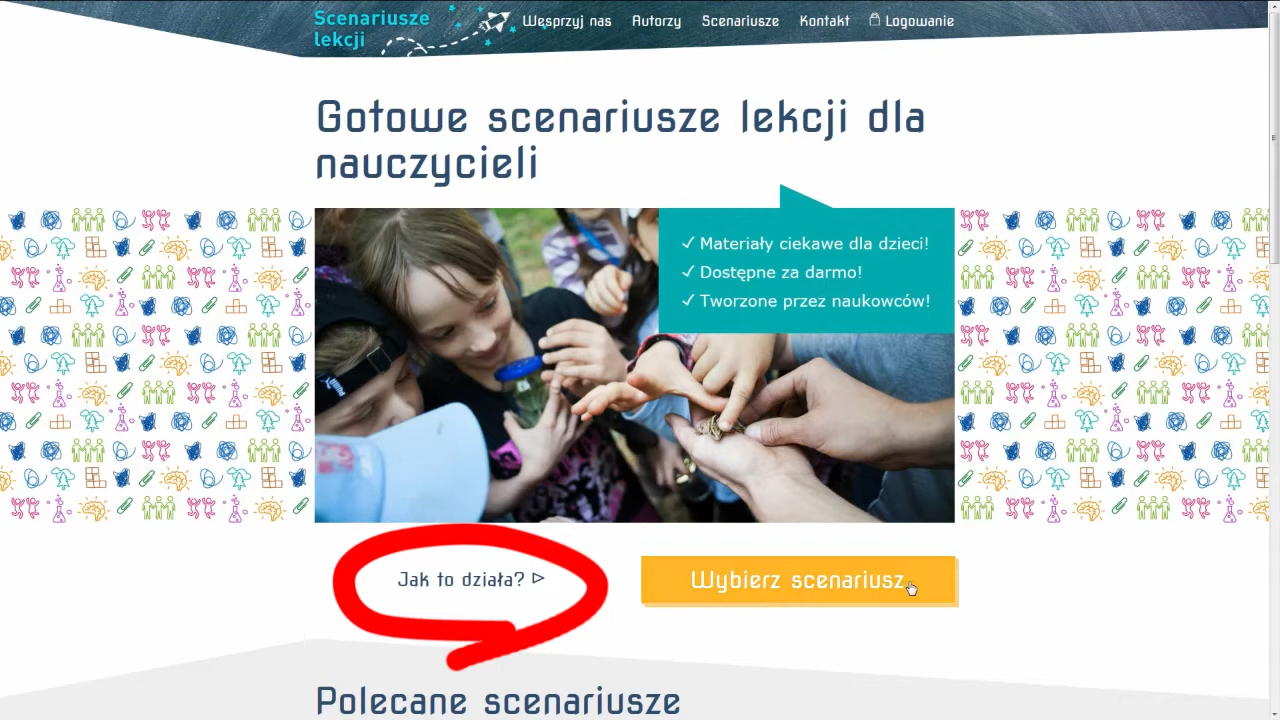 Scenariusze
lekcji
Wesprzyj nas Autorzy Scenariusze Kontakt Logowanie
Gotowe scenariusze lekcji dla
nauczycieli
✓ Materiały ciekawe dla dzieci!
✓ Dostępne za darmo!
✓ Tworzone przez naukowców!
Jak to działa?
Wybierz scenariusz
Polecane scenariusze